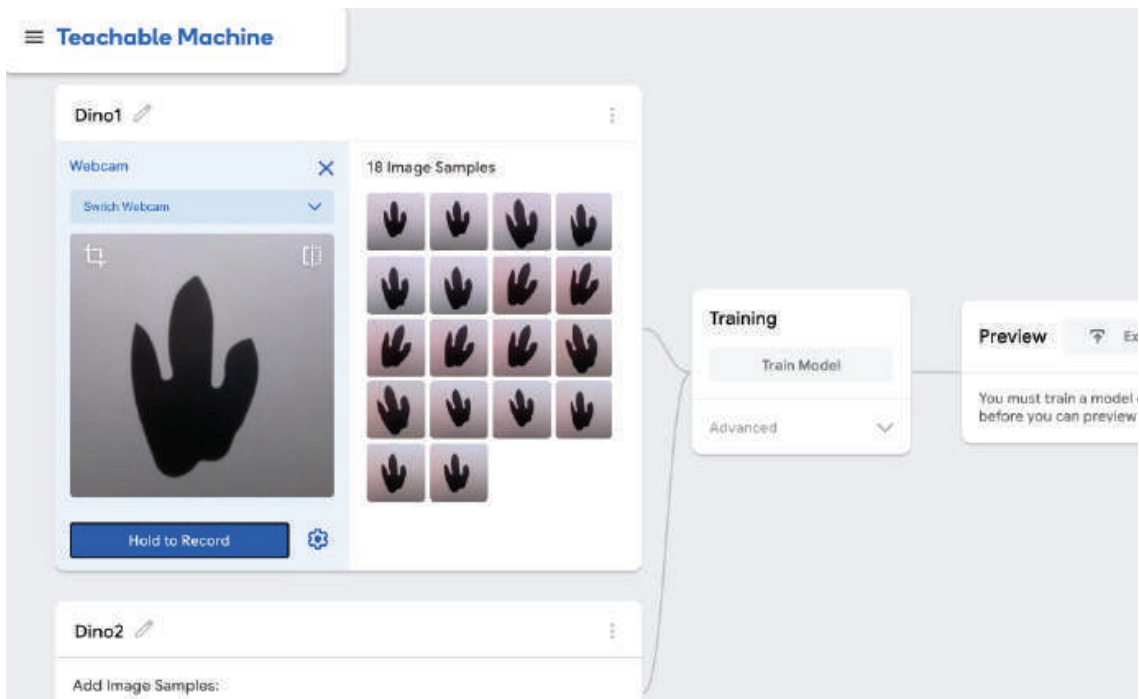 Teachable Machine
Dino1
Webcam
Switch Webcam
18 Image Samples
Hold to Record
Dino2
Add Image Samples:
Training
Train Model
Advanced
Preview
You must train a model
before you can preview